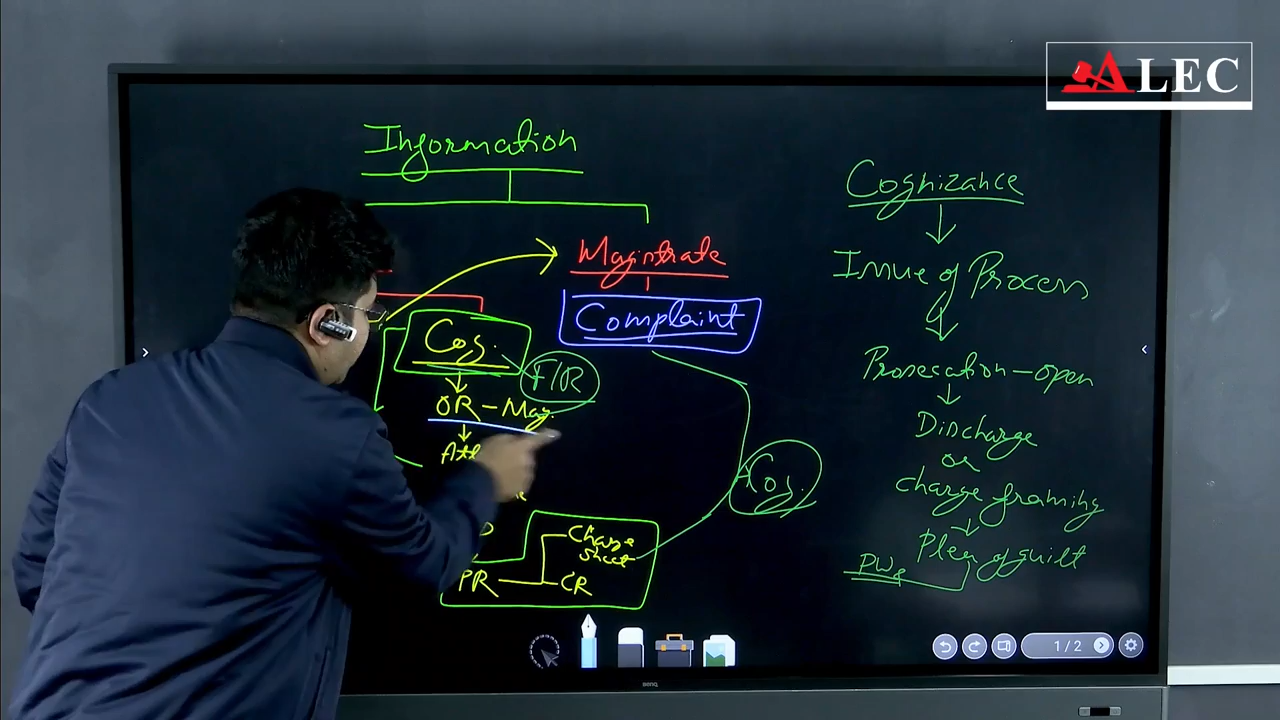 ALEC
Information
Magistrate
Complaint
Cog.
FIR
OR - Mag.
PR
Charge
Sheet
CR
Cog.
Cognizance
Issue of Process
Prosecution - open
Discharge
or
charge framing
Plea of guilt
PWs
1 / 2
BENQ